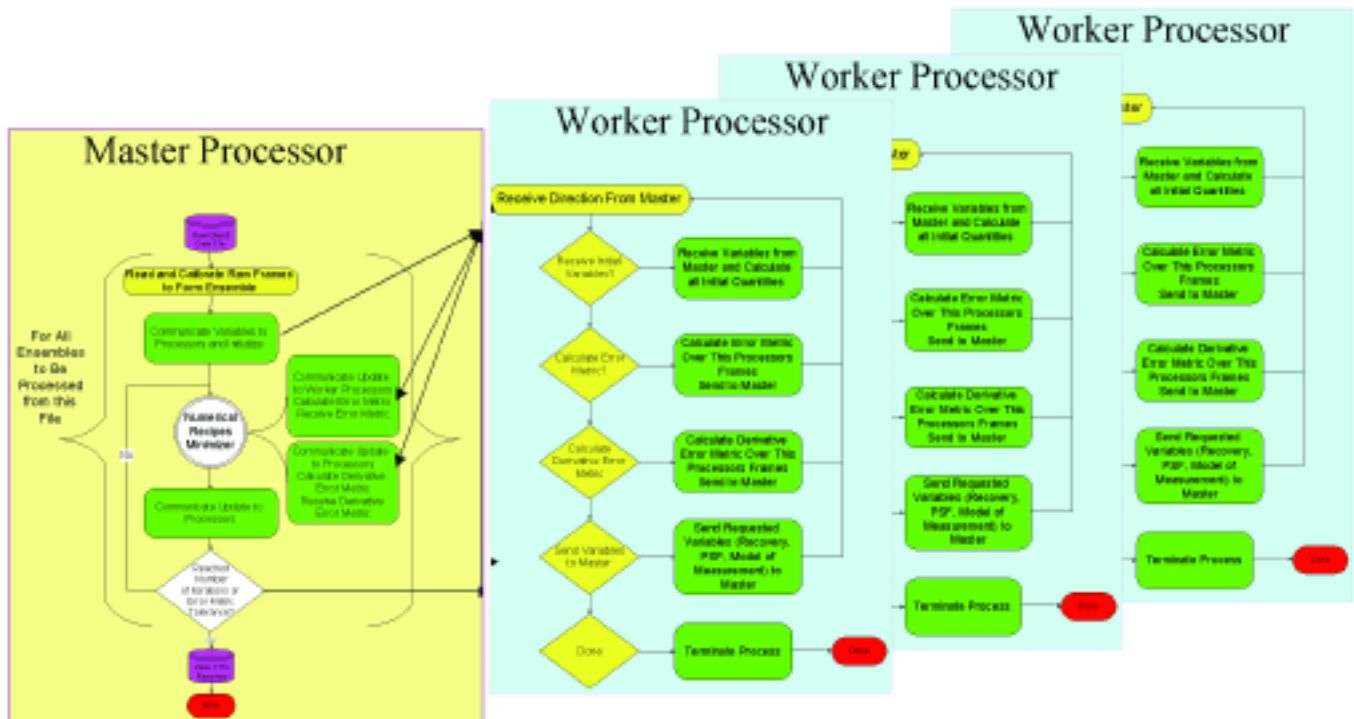 Master Processor
Read and Calibrate Raw Frames
to Form Ensemble
Communicate Variables to
Processors and
For All
Ensembles
to Be
Processed
from this
File
Communicate Update
to Worker Processors
Calculate Error Metric
Receive Error Metric
Numerical
Recipes
Minimizer
No
Communicate Update
to Processors
Calculate Derivative
Error Metric
Receive Derivative
Error Metric
Communicate Update to
Processors
Reached
Number
of Iterations or
Error Metric
Tolerance?
Done
Worker Processor
Receive Direction From Master
Receive Initial
Variables?
Receive Variables from
Master and Calculate
all Initial Quantities
Calculate Error
Metric?
Calculate Error Metric
Over This Processors
Frames
Send to Master
Calculate
Derivative Error
Metric
Calculate Derivative
Error Metric Over This
Processors Frames
Send to Master
Send Variables
to Master
Send Requested
Variables (Recovery,
PSF, Model of
Measurement) to
Master
Done
Terminate Process
Done
Worker Processor
ter
Receive Variables from
Master and Calculate
all Initial Quantities
Calculate Error Metric
Over This Processors
Frames
Send to Master
Calculate Derivative
Error Metric Over This
Processors Frames
Send to Master
Send Requested
Variables (Recovery,
PSF, Model of
Measurement) to
Master
Terminate Process
Done
Worker Processor
ster
Receive Variables from
Master and Calculate
all Initial Quantities
Calculate Error Metric
Over This Processors
Frames
Send to Master
Calculate Derivative
Error Metric Over This
Processors Frames
Send to Master
Send Requested
Variables (Recovery,
PSF, Model of
Measurement) to
Master
Terminate Process
Done